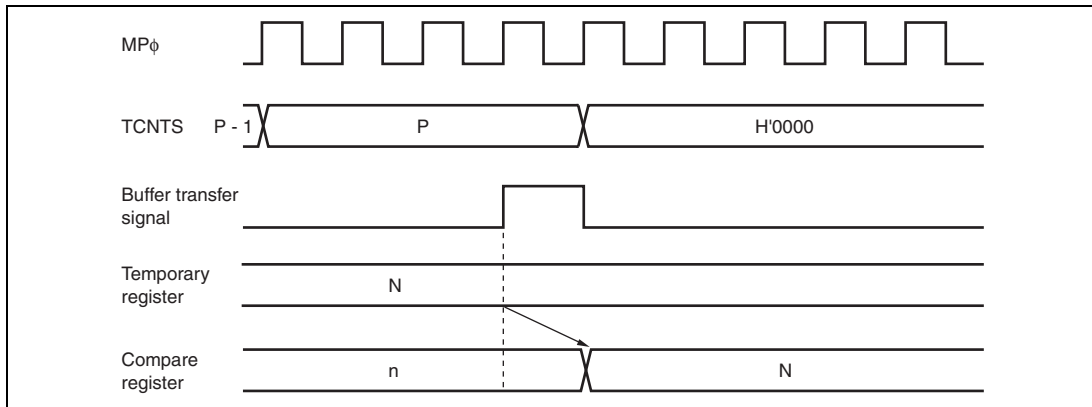 MPφ
TCNTS P - 1 P H'0000
Buffer transfer
signal
Temporary
register
N
Compare
register
n N